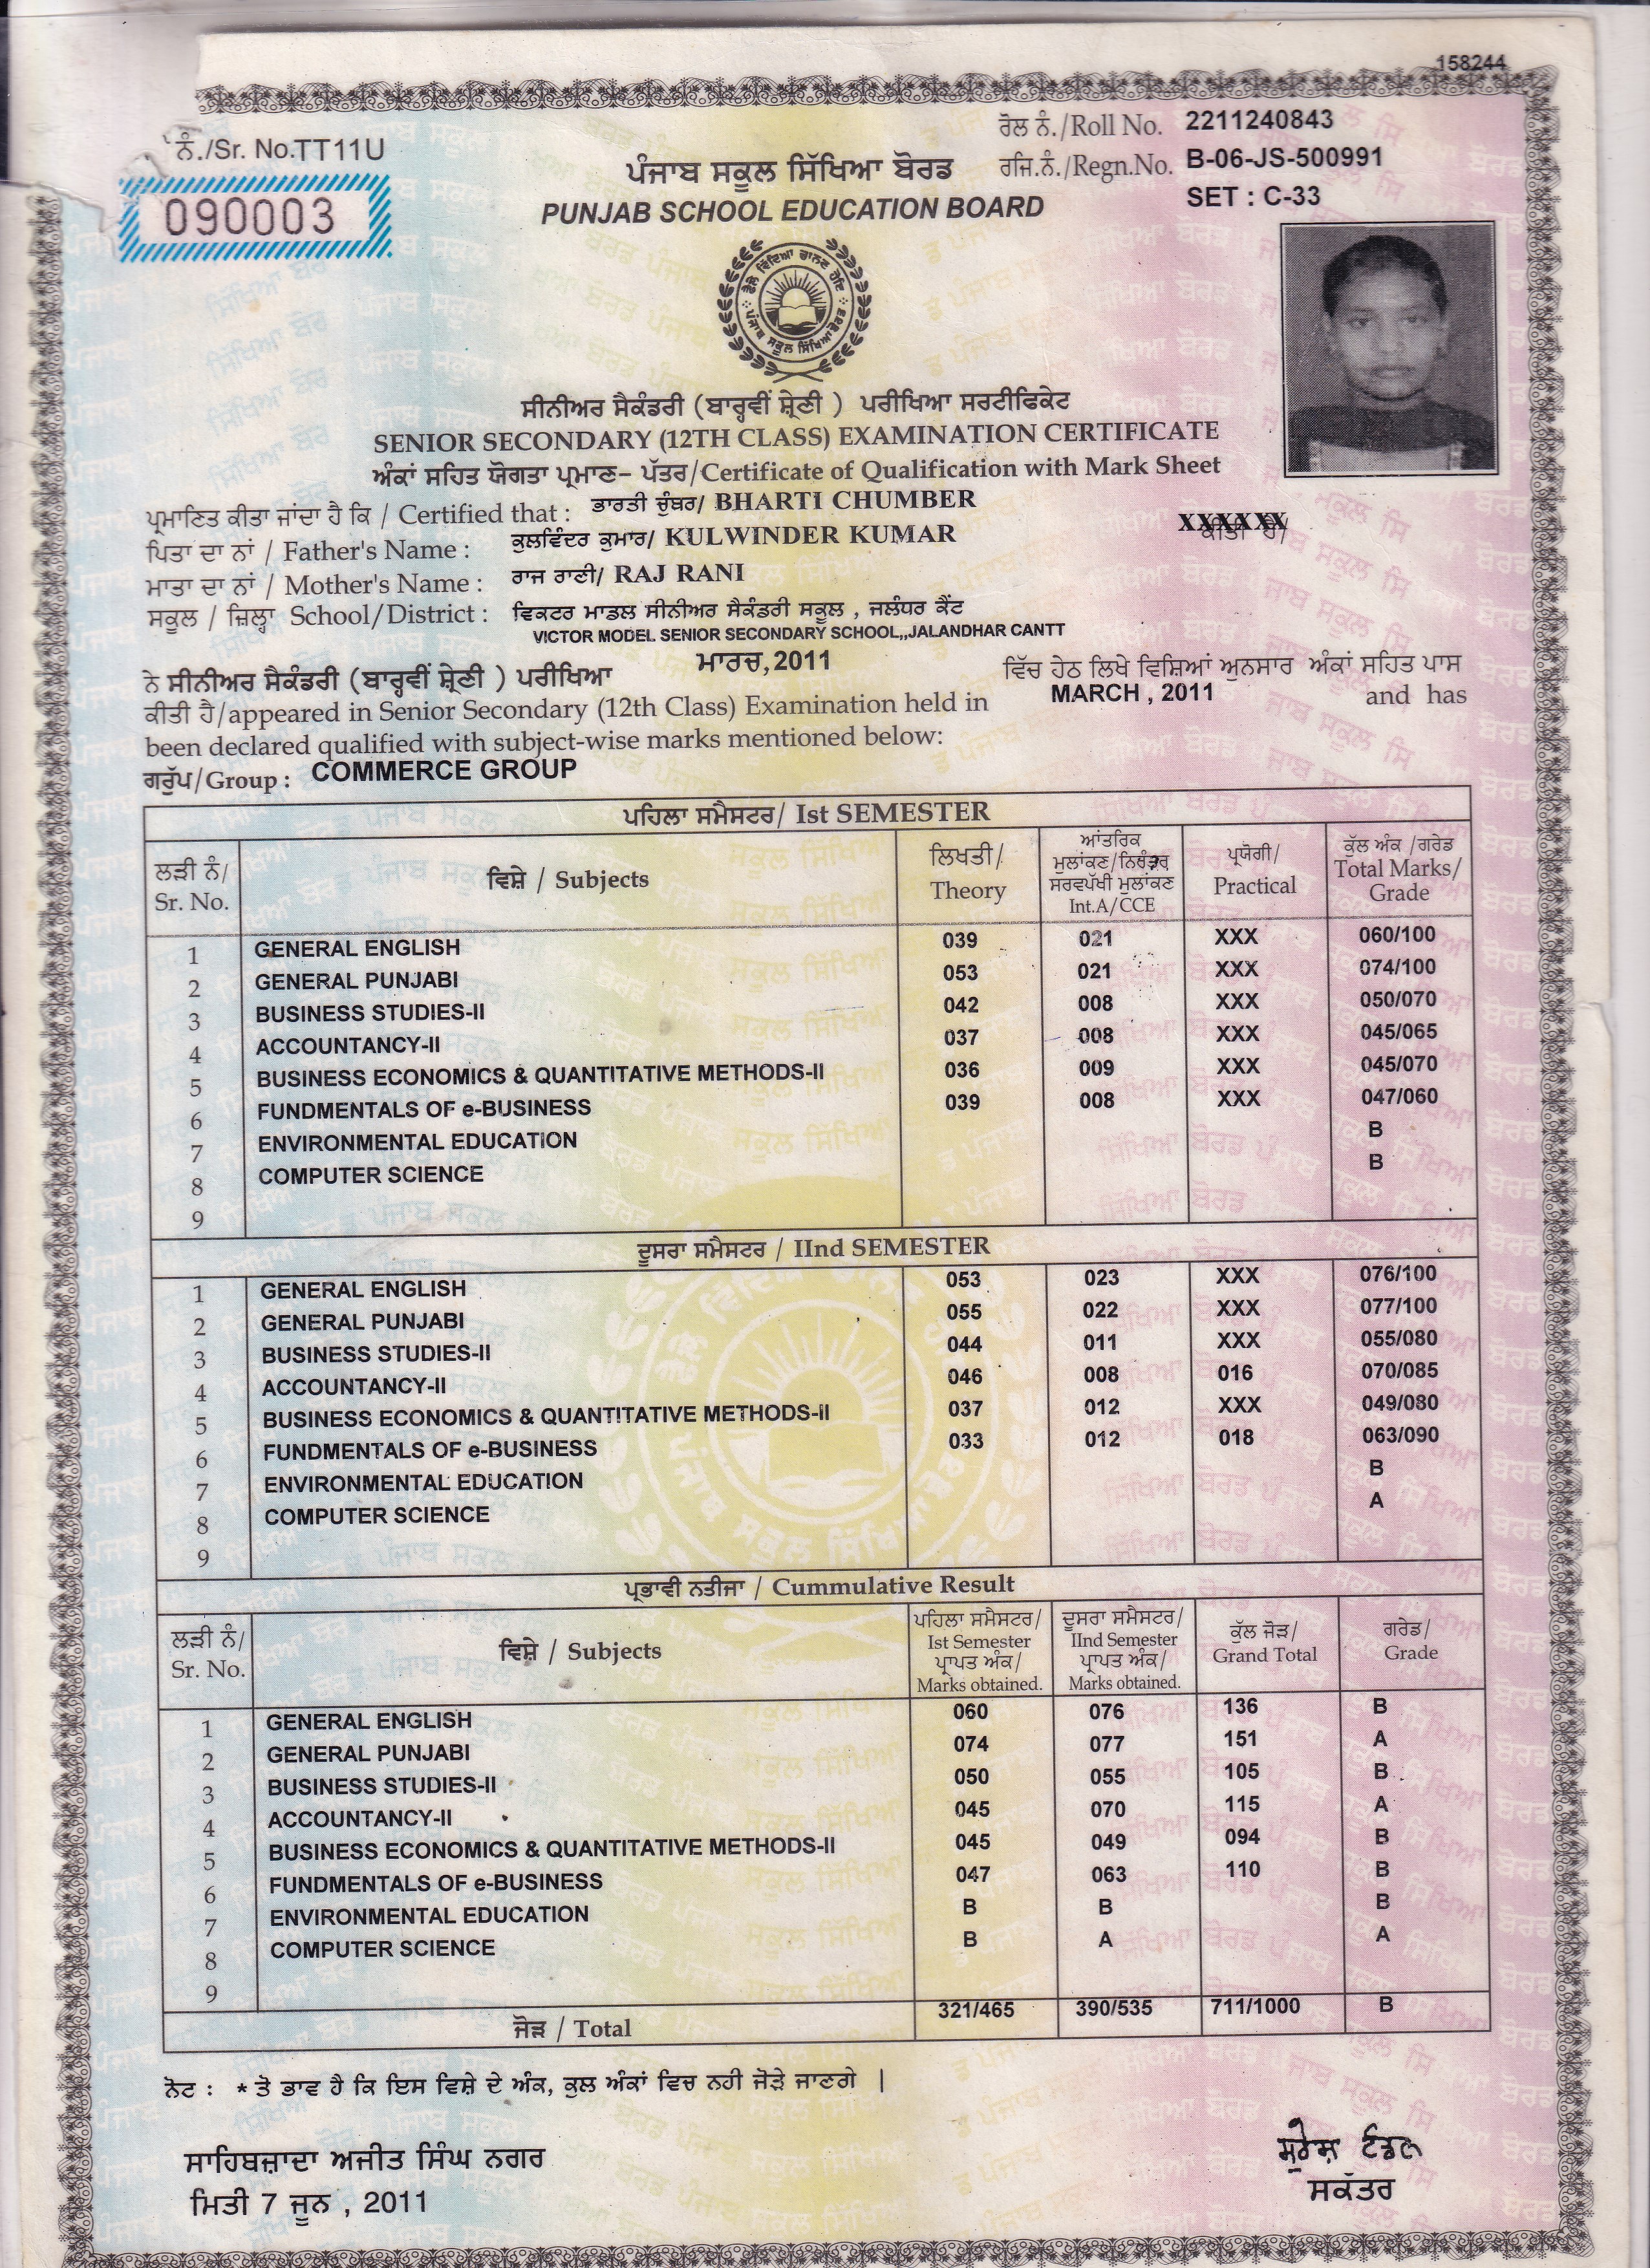 158244
ਨੰ./Sr. No.TT11U
090003
ਰੋਲ ਨੰ./Roll No. 2211240843
ਰਜਿ.ਨੰ./Regn.No. B-06-JS-500991
SET : C-33
ਪੰਜਾਬ ਸਕੂਲ ਸਿੱਖਿਆ ਬੋਰਡ
PUNJAB SCHOOL EDUCATION BOARD
ਪੰਜਾਬ ਸਕੂਲ ਸਿੱਖਿਆ ਬੋਰਡ
ਸੀਨੀਅਰ ਸੈਕੰਡਰੀ (ਬਾਰ੍ਹਵੀਂ ਸ਼੍ਰੇਣੀ ) ਪਰੀਖਿਆ ਸਰਟੀਫਿਕੇਟ
SENIOR SECONDARY (12TH CLASS) EXAMINATION CERTIFICATE
ਅੰਕਾਂ ਸਹਿਤ ਯੋਗਤਾ ਪ੍ਰਮਾਣ- ਪੱਤਰ/Certificate of Qualification with Mark Sheet
ਪ੍ਰਮਾਣਿਤ ਕੀਤਾ ਜਾਂਦਾ ਹੈ ਕਿ / Certified that : ਭਾਰਤੀ ਚੁੰਬਰ/ BHARTI CHUMBER
ਪਿਤਾ ਦਾ ਨਾਂ / Father's Name : ਕੁਲਵਿੰਦਰ ਕੁਮਾਰ/ KULWINDER KUMAR XXXXXX
ਮਾਤਾ ਦਾ ਨਾਂ / Mother's Name : ਰਾਜ ਰਾਣੀ/ RAJ RANI
ਸਕੂਲ / ਜ਼ਿਲ੍ਹਾ School/District : ਵਿਕਟਰ ਮਾਡਲ ਸੀਨੀਅਰ ਸੈਕੰਡਰੀ ਸਕੂਲ , ਜਲੰਧਰ ਕੈਂਟ
VICTOR MODEL SENIOR SECONDARY SCHOOL,,JALANDHAR CANTT
ਨੇ ਸੀਨੀਅਰ ਸੈਕੰਡਰੀ (ਬਾਰ੍ਹਵੀਂ ਸ਼੍ਰੇਣੀ ) ਪਰੀਖਿਆ ਮਾਰਚ,2011 ਵਿੱਚ ਹੇਠ ਲਿਖੇ ਵਿਸ਼ਿਆਂ ਅਨੁਸਾਰ ਅੰਕਾਂ ਸਹਿਤ ਪਾਸ
ਕੀਤੀ ਹੈ/appeared in Senior Secondary (12th Class) Examination held in MARCH , 2011 and has
been declared qualified with subject-wise marks mentioned below:
ਗਰੁੱਪ/Group : COMMERCE GROUP
ਪਹਿਲਾ ਸਮੈਸਟਰ/ Ist SEMESTER
ਲੜੀ ਨੰ/ Sr. No. ਵਿਸ਼ੇ / Subjects ਲਿਖਤੀ/ Theory ਆਂਤਰਿਕ ਮੁਲਾਂਕਣ/ਨਿਰੰਤਰ ਸਰਵਪੱਖੀ ਮੁਲਾਂਕਣ Int.A/CCE ਪ੍ਰਯੋਗੀ/ Practical ਕੁੱਲ ਅੰਕ /ਗਰੇਡ Total Marks/ Grade
1 GENERAL ENGLISH 039 021 XXX 060/100
2 GENERAL PUNJABI 053 021 XXX 074/100
3 BUSINESS STUDIES-II 042 008 XXX 050/070
4 ACCOUNTANCY-II 037 008 XXX 045/065
5 BUSINESS ECONOMICS & QUANTITATIVE METHODS-II 036 009 XXX 045/070
6 FUNDMENTALS OF e-BUSINESS 039 008 XXX 047/060
7 ENVIRONMENTAL EDUCATION B
8 COMPUTER SCIENCE B
9
ਦੂਸਰਾ ਸਮੈਸਟਰ / IInd SEMESTER
1 GENERAL ENGLISH 053 023 XXX 076/100
2 GENERAL PUNJABI 055 022 XXX 077/100
3 BUSINESS STUDIES-II 044 011 XXX 055/080
4 ACCOUNTANCY-II 046 008 016 070/085
5 BUSINESS ECONOMICS & QUANTITATIVE METHODS-II 037 012 XXX 049/080
6 FUNDMENTALS OF e-BUSINESS 033 012 018 063/090
7 ENVIRONMENTAL EDUCATION B
8 COMPUTER SCIENCE A
9
ਪ੍ਰਭਾਵੀ ਨਤੀਜਾ / Cummulative Result
ਲੜੀ ਨੰ/ Sr. No. ਵਿਸ਼ੇ / Subjects ਪਹਿਲਾ ਸਮੈਸਟਰ/ Ist Semester ਪ੍ਰਾਪਤ ਅੰਕ/ Marks obtained. ਦੂਸਰਾ ਸਮੈਸਟਰ/ IInd Semester ਪ੍ਰਾਪਤ ਅੰਕ/ Marks obtained. ਕੁੱਲ ਜੋੜ/ Grand Total ਗਰੇਡ/ Grade
1 GENERAL ENGLISH 060 076 136 B
2 GENERAL PUNJABI 074 077 151 A
3 BUSINESS STUDIES-II 050 055 105 B
4 ACCOUNTANCY-II 045 070 115 A
5 BUSINESS ECONOMICS & QUANTITATIVE METHODS-II 045 049 094 B
6 FUNDMENTALS OF e-BUSINESS 047 063 110 B
7 ENVIRONMENTAL EDUCATION B B B
8 COMPUTER SCIENCE B A A
9
ਜੋੜ / Total 321/465 390/535 711/1000 B
ਨੋਟ : * ਤੋ ਭਾਵ ਹੈ ਕਿ ਇਸ ਵਿਸ਼ੇ ਦੇ ਅੰਕ, ਕੁਲ ਅੰਕਾਂ ਵਿਚ ਨਹੀ ਜੋੜੇ ਜਾਣਗੇ |
ਸਾਹਿਬਜ਼ਾਦਾ ਅਜੀਤ ਸਿੰਘ ਨਗਰ
ਮਿਤੀ 7 ਜੂਨ , 2011
ਸੁਰੇਸ਼ ਟੰਡਨ
ਸਕੱਤਰ